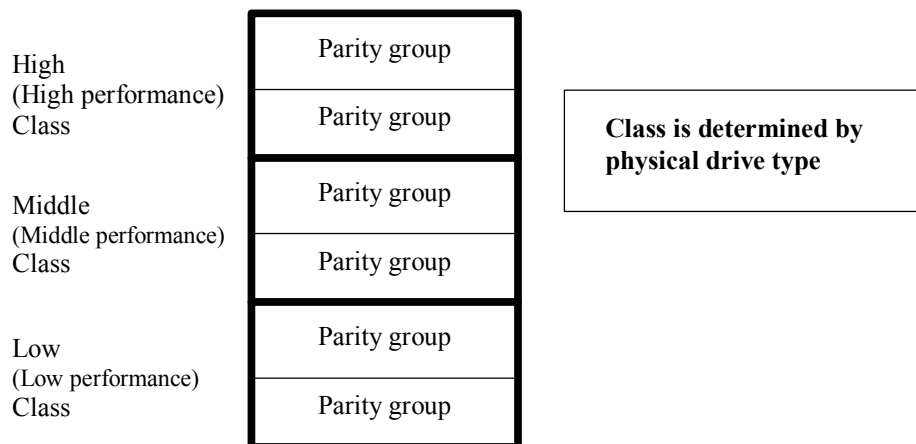 High
(High performance)
Class
Parity group
Parity group
Middle
(Middle performance)
Class
Parity group
Parity group
Low
(Low performance)
Class
Parity group
Parity group
Class is determined by
physical drive type